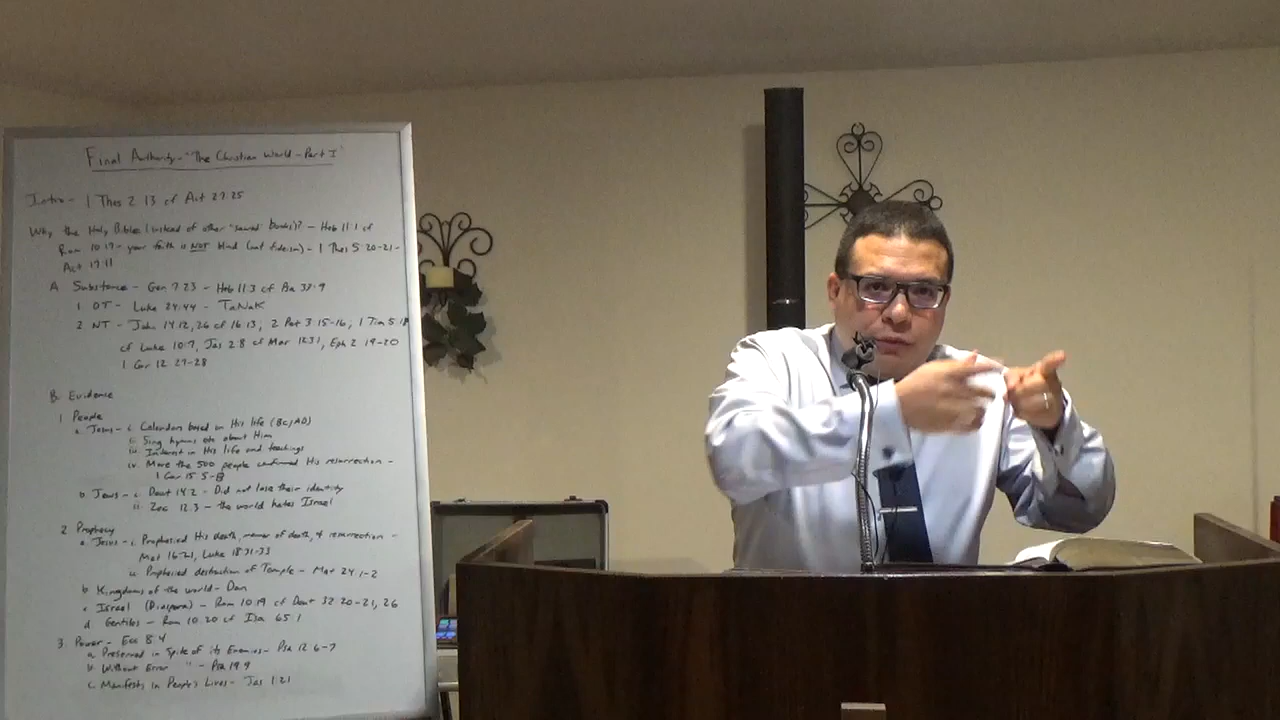 Final Authority - "The Christian World - Part I"
Intro - 1 Thes 2 13 cf Act 27.25
Why the Holy Bible (instead of other "sacred" books)? - Heb 11:1 cf
Rom 10:17 - your faith is NOT blind (not fideism) - 1 Thes 5 20-21 -
Act 17:11
A Substance - Gen 7 23 - Heb 11:3 cf Psa 33.9
1 OT - Luke 24:44 - TaNaK
2 NT - John 14 12, 26 cf 16 13, 2 Pet 3 15-16, 1 Tim 5 18
cf Luke 10:7, Jas 2 8 cf Mar 12 31, Eph 2 19-20
1 Cor 12 27-28
B. Evidence
1 People
a. Jesus - i. Calendars based on His life (BC/AD)
ii. Sing hymns etc about Him
iii. Interest in His life and teachings
iv. More the 500 people confirmed His resurrection -
1 Cor 15 5-8
b Jews - i. Deut 14.2 - Did not lose their identity
ii. Zec 12.3 - the world hates Israel
2 Prophecy
a. Jesus - i. Prophesied His death, manner of death, & resurrection -
Mat 16-21, Luke 18:31-33
ii. Prophesied destruction of Temple - Mat 24.1-2
b Kingdoms of the world - Dan
c Israel (Diaspora) - Rom 10.19 cf Deut 32 20-21, 26
d. Gentiles - Rom 10 20 cf Isa 65 1
3. Power - Ecc 8:4
a. Preserved in Spite of its Enemies - Psa 12 6-7
b. Without Error " - Psa 19.9
c. Manifests in People's Lives - Jas 1 21